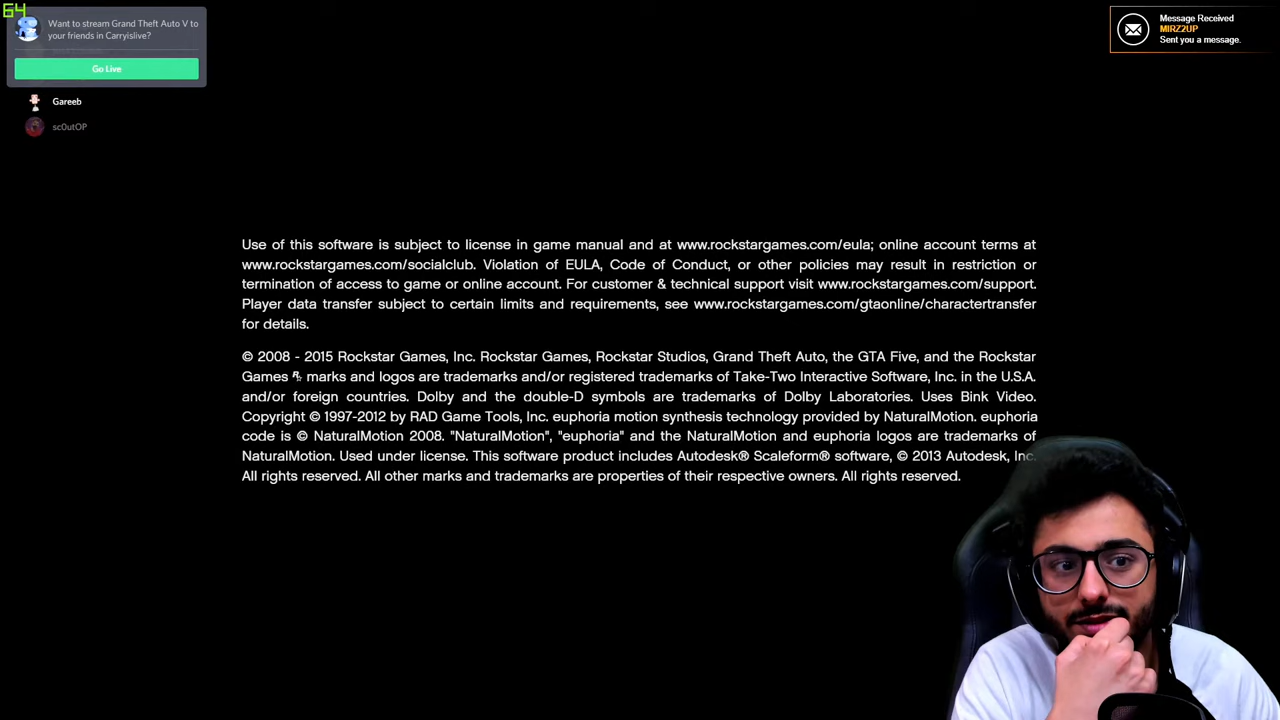 64
Want to stream Grand Theft Auto V to
your friends in Carryislive?
Go Live
Gareeb
sc0utOP
Message Received
MIRZ2UP
Sent you a message.
Use of this software is subject to license in game manual and at www.rockstargames.com/eula; online account terms at
www.rockstargames.com/socialclub. Violation of EULA, Code of Conduct, or other policies may result in restriction or
termination of access to game or online account. For customer & technical support visit www.rockstargames.com/support.
Player data transfer subject to certain limits and requirements, see www.rockstargames.com/gtaonline/charactertransfer
for details.
© 2008 - 2015 Rockstar Games, Inc. Rockstar Games, Rockstar Studios, Grand Theft Auto, the GTA Five, and the Rockstar
Games R* marks and logos are trademarks and/or registered trademarks of Take-Two Interactive Software, Inc. in the U.S.A.
and/or foreign countries. Dolby and the double-D symbols are trademarks of Dolby Laboratories. Uses Bink Video.
Copyright © 1997-2012 by RAD Game Tools, Inc. euphoria motion synthesis technology provided by NaturalMotion. euphoria
code is © NaturalMotion 2008. "NaturalMotion", "euphoria" and the NaturalMotion and euphoria logos are trademarks of
NaturalMotion. Used under license. This software product includes Autodesk® Scaleform® software, © 2013 Autodesk, Inc.
All rights reserved. All other marks and trademarks are properties of their respective owners. All rights reserved.